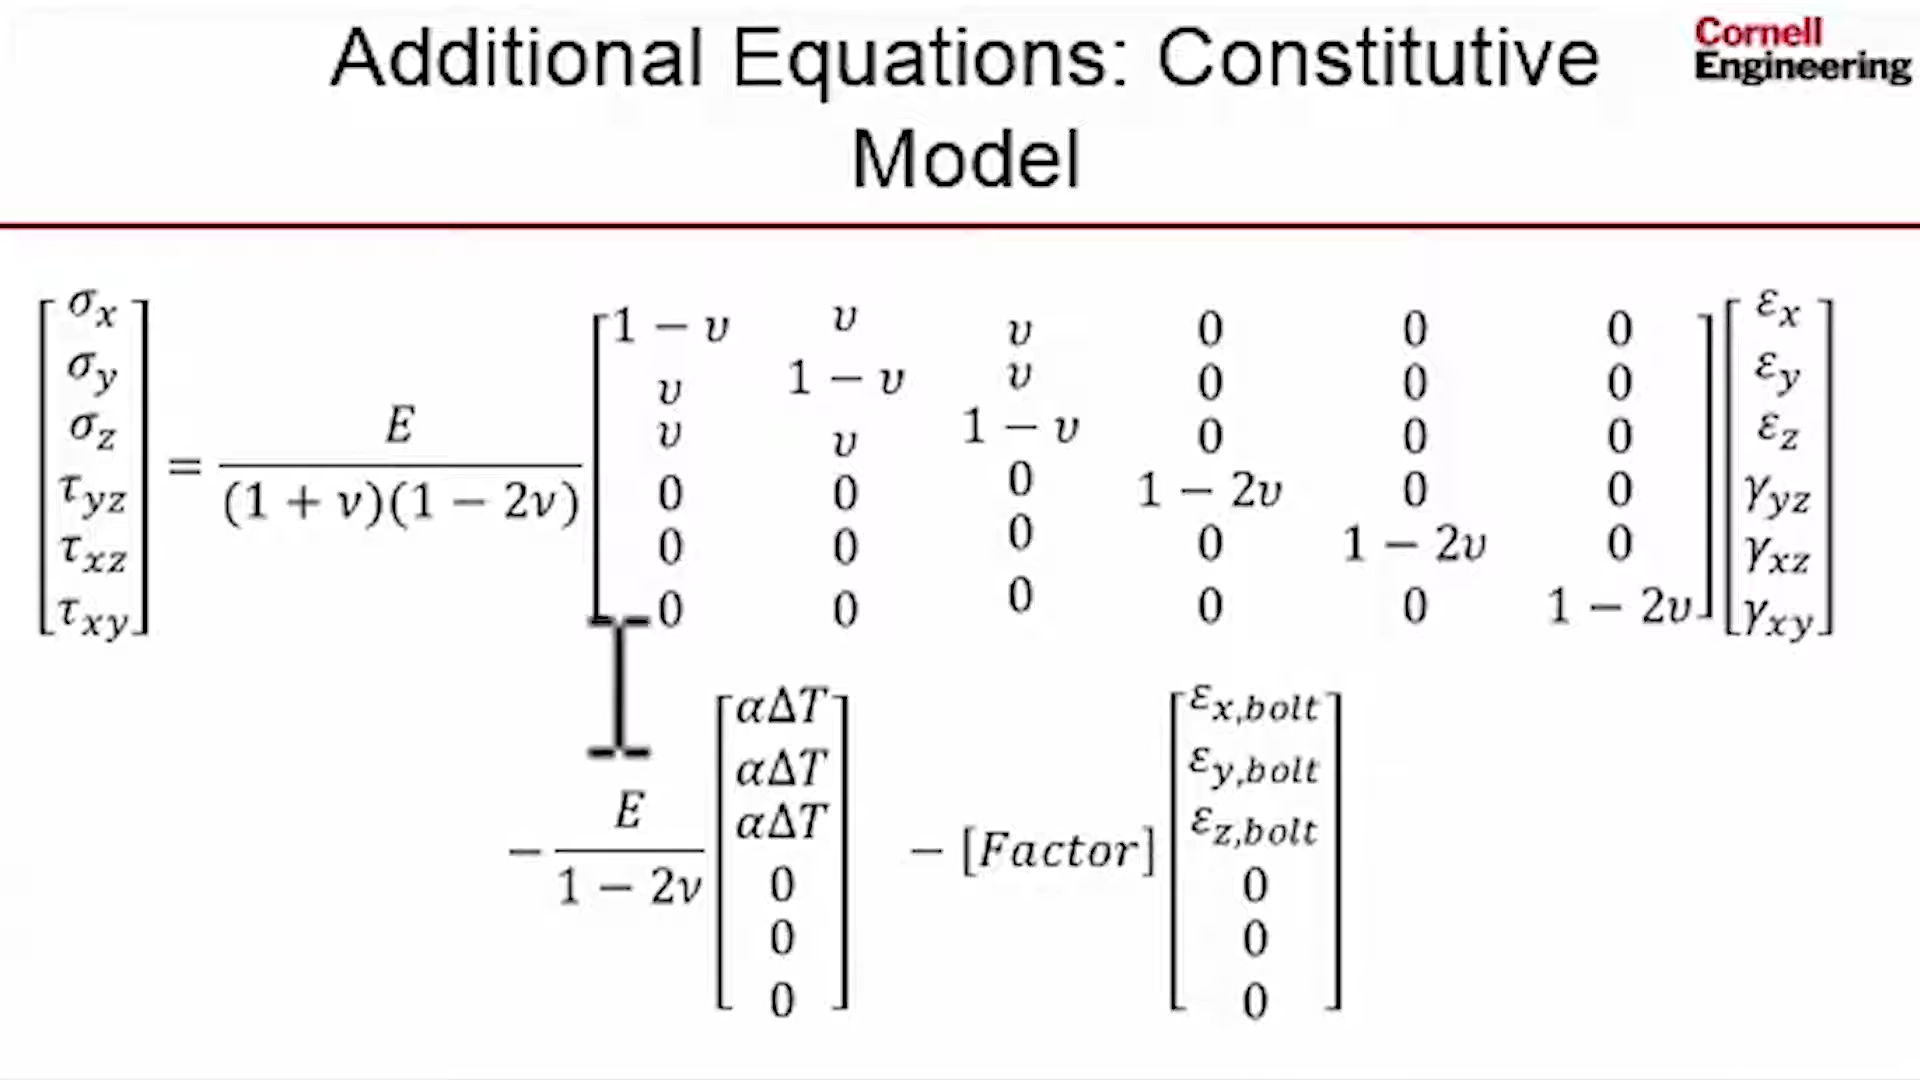 Additional Equations: Constitutive
Model
Cornell
Engineering
[σx σy σz τyz τxz τxy] = E / (1 + ν)(1 − 2ν)
[1 − υ υ υ 0 0 0
υ 1 − υ υ 0 0 0
υ υ 1 − υ 0 0 0
0 0 0 1 − 2υ 0 0
0 0 0 0 1 − 2υ 0
0 0 0 0 0 1 − 2υ]
[εx εy εz γyz γxz γxy]
− E / 1 − 2ν [αΔT αΔT αΔT 0 0 0] − [Factor] [εx,bolt εy,bolt εz,bolt 0 0 0]